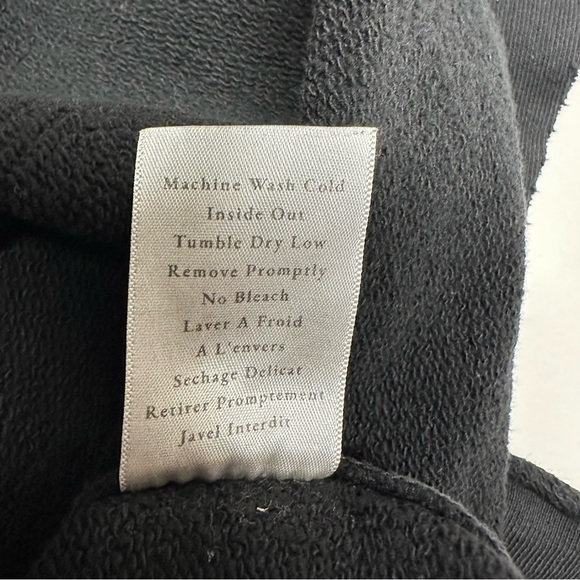 Machine Wash Cold
Inside Out
Tumble Dry Low
Remove Promptly
No Bleach
Laver A Froid
A L'envers
Sechage Delicat
Retirer Promptement
Javel Interdit